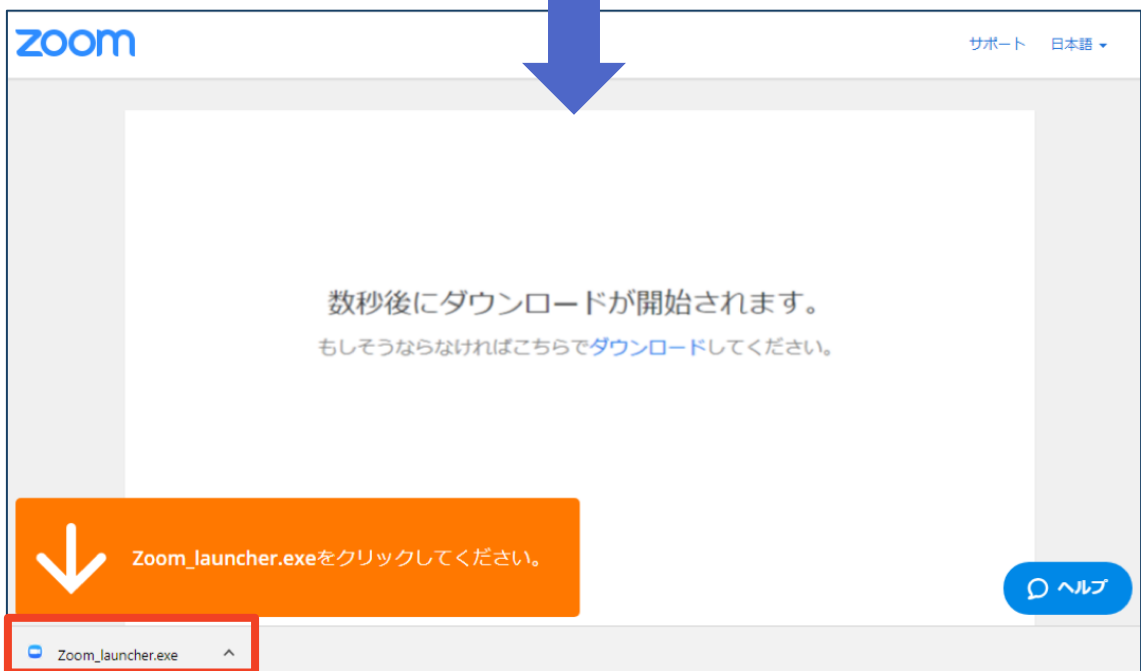 zoom
サポート 日本語
数秒後にダウンロードが開始されます。
もしそうならなければこちらでダウンロードしてください。
Zoom_launcher.exeをクリックしてください。
ヘルプ
Zoom_launcher.exe